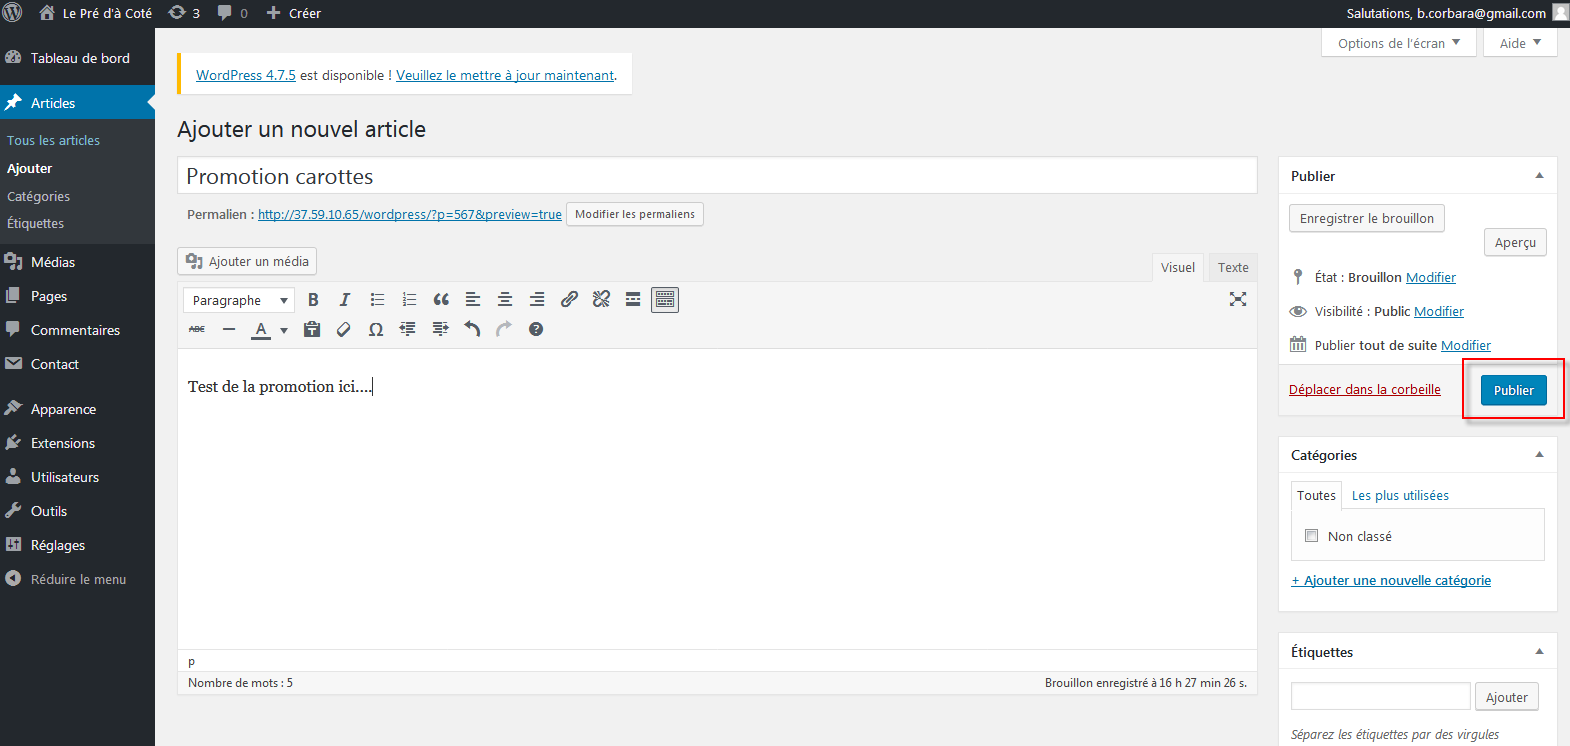 Le Pré d'à Coté 3 0 Créer
Salutations, b.corbara@gmail.com
Tableau de bord
Articles
Tous les articles
Ajouter
Catégories
Étiquettes
Médias
Pages
Commentaires
Contact
Apparence
Extensions
Utilisateurs
Outils
Réglages
Réduire le menu
Options de l'écran
Aide
WordPress 4.7.5 est disponible ! Veuillez le mettre à jour maintenant.
Ajouter un nouvel article
Promotion carottes
Permalien : http://37.59.10.65/wordpress/?p=567&preview=true Modifier les permaliens
Ajouter un média
Visuel Texte
Paragraphe B I
ABC A Ω
Test de la promotion ici....
p
Nombre de mots : 5
Brouillon enregistré à 16 h 27 min 26 s.
Publier
Enregistrer le brouillon
Aperçu
État : Brouillon Modifier
Visibilité : Public Modifier
Publier tout de suite Modifier
Déplacer dans la corbeille
Publier
Catégories
Toutes Les plus utilisées
Non classé
+ Ajouter une nouvelle catégorie
Étiquettes
Ajouter
Séparez les étiquettes par des virgules